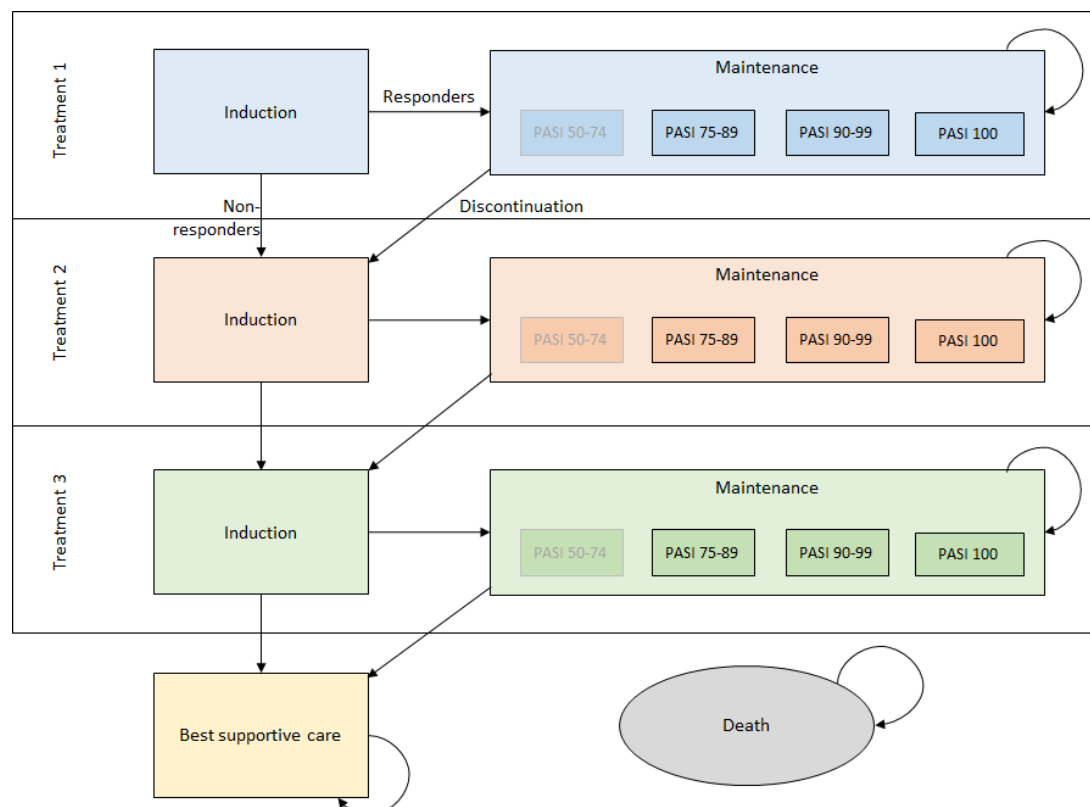 Treatment 1
Induction
Responders
Maintenance
PASI 50-74
PASI 75-89
PASI 90-99
PASI 100
Non-
responders
Discontinuation
Treatment 2
Induction
Maintenance
PASI 50-74
PASI 75-89
PASI 90-99
PASI 100
Treatment 3
Induction
Maintenance
PASI 50-74
PASI 75-89
PASI 90-99
PASI 100
Best supportive care
Death